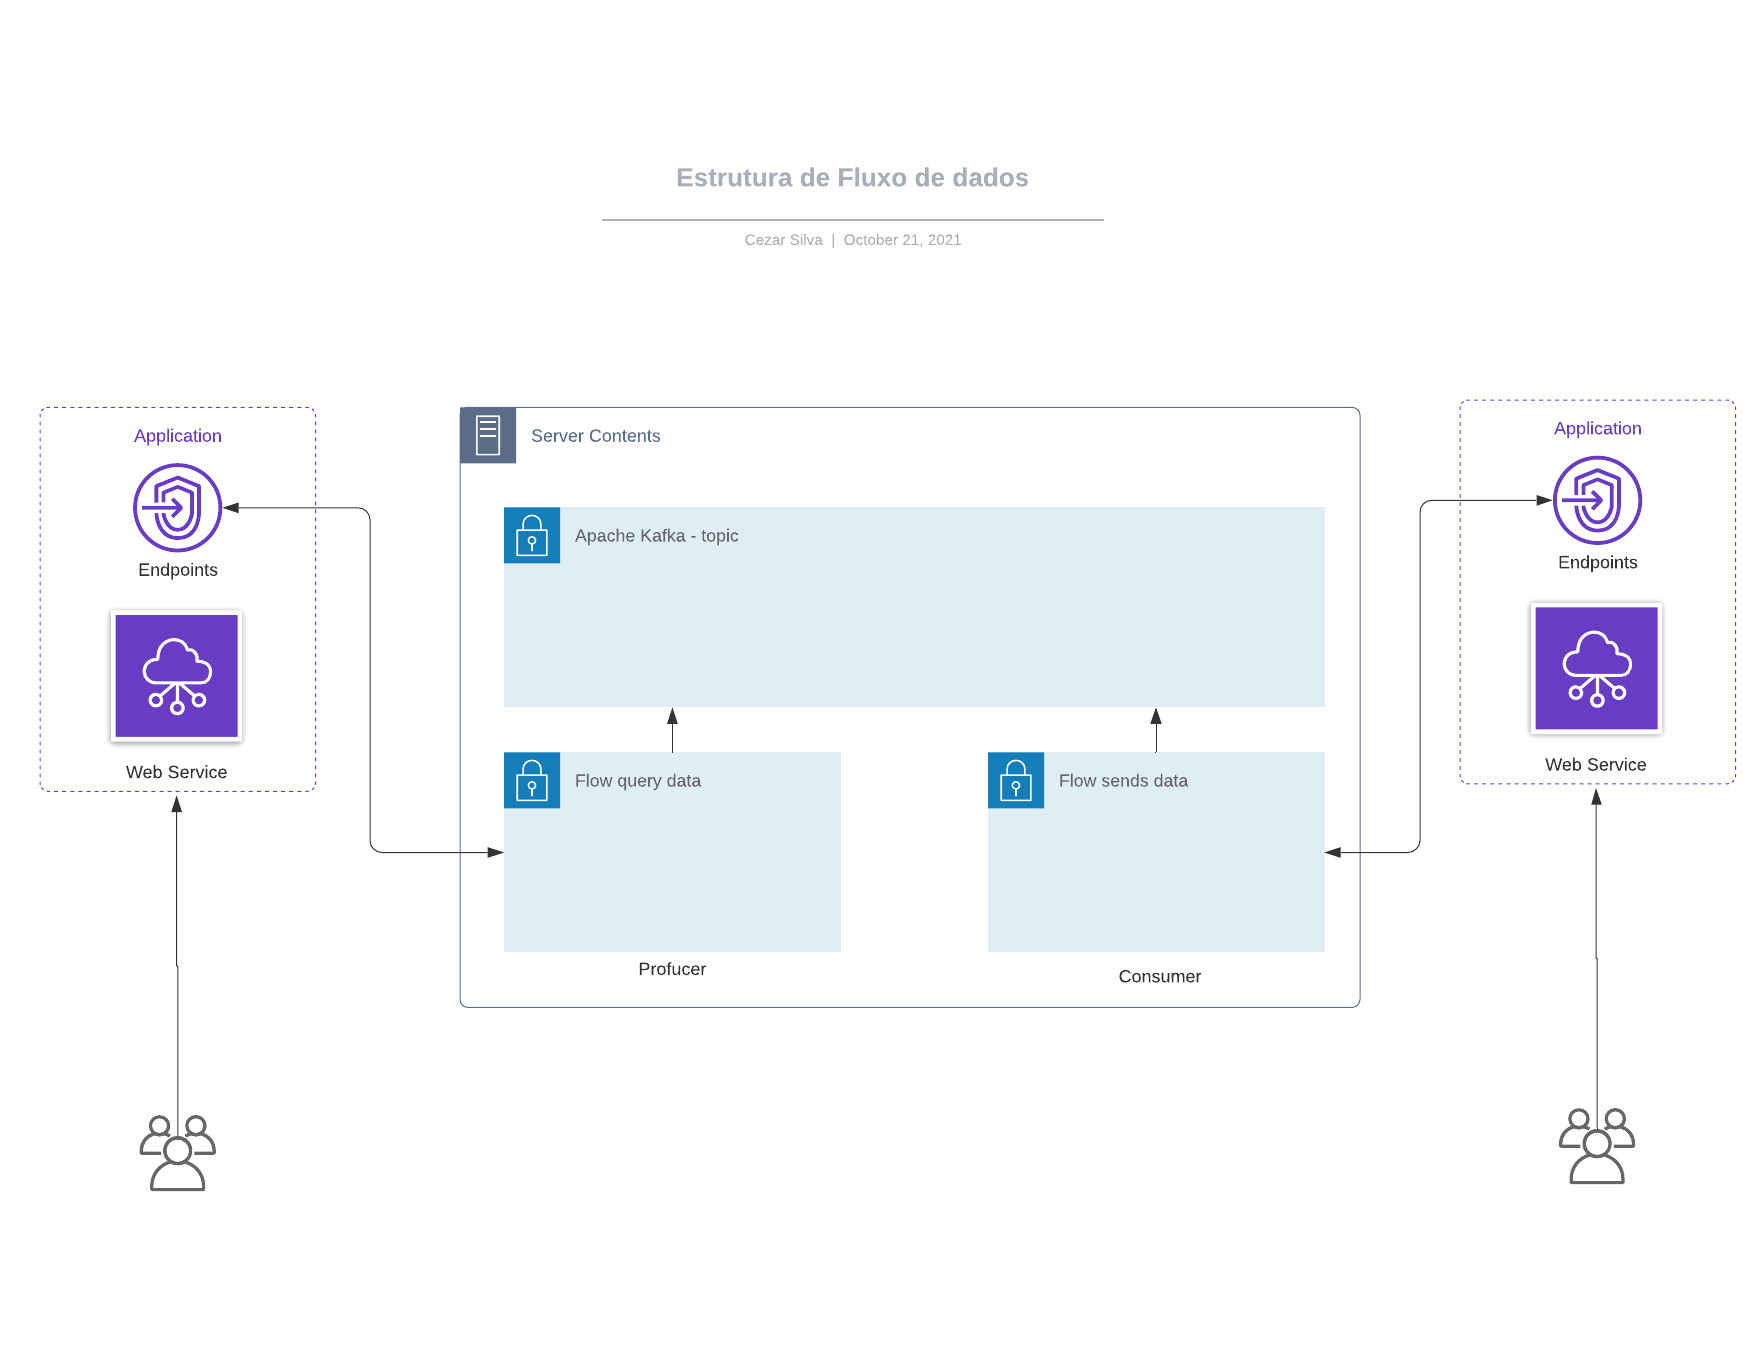 Estrutura de Fluxo de dados
Cezar Silva | October 21, 2021
Application
Endpoints
Web Service
Server Contents
Apache Kafka - topic
Flow query data
Profucer
Flow sends data
Consumer
Application
Endpoints
Web Service